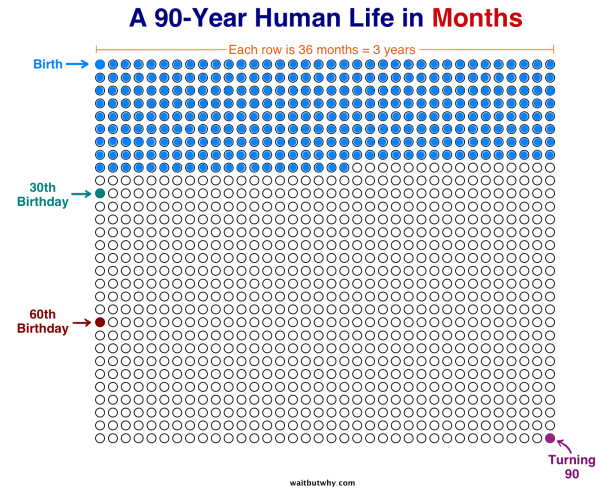 A 90-Year Human Life in Months
Each row is 36 months = 3 years
Birth
30th
Birthday
60th
Birthday
Turning
90
waitbutwhy.com